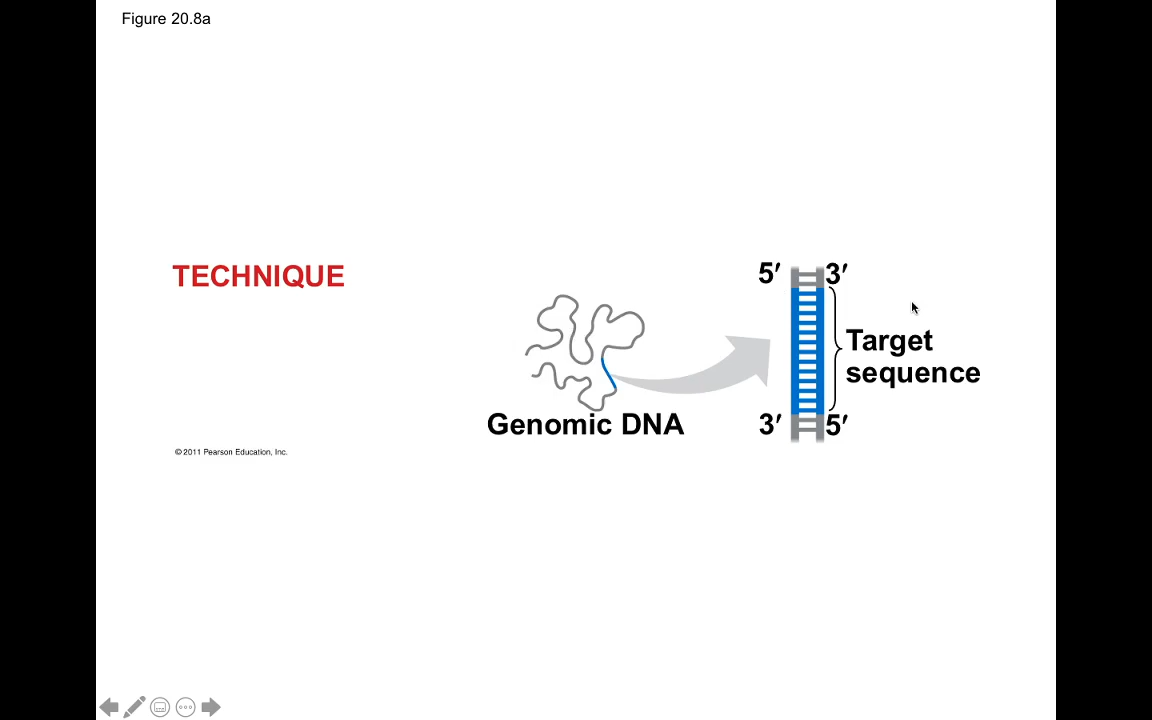 Figure 20.8a
TECHNIQUE
5′
3′
Target
sequence
Genomic DNA
3′
5′
© 2011 Pearson Education, Inc.